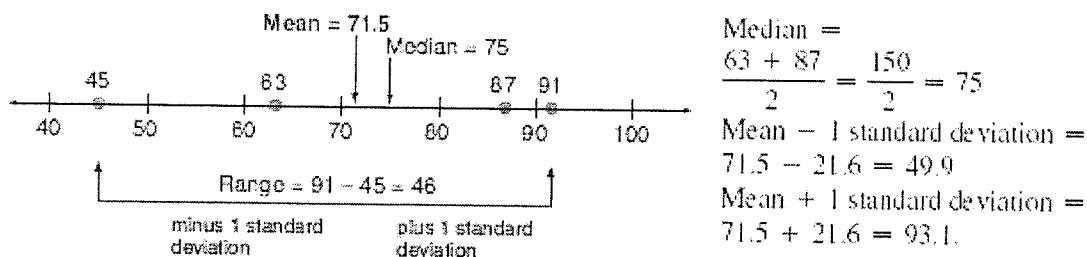 Mean = 71.5
Median = 75
45 63 87 91
40 50 60 70 80 90 100
Range = 91 – 45 = 46
minus 1 standard deviation
plus 1 standard deviation
Median =
63 + 87 / 2 = 150 / 2 = 75
Mean − 1 standard deviation =
71.5 − 21.6 = 49.9
Mean + 1 standard deviation =
71.5 + 21.6 = 93.1.